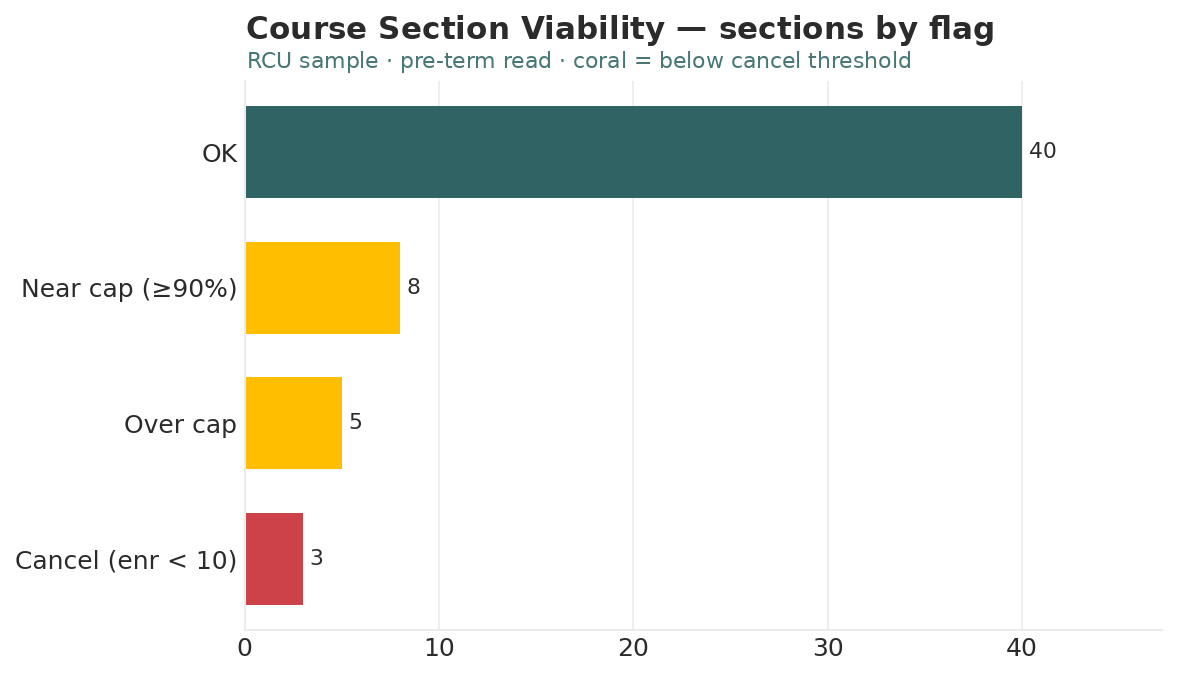 Course Section Viability — sections by flag
RCU sample · pre-term read · coral = below cancel threshold
OK
40
Near cap (≥90%)
8
Over cap
5
Cancel (enr < 10)
3
0 10 20 30 40